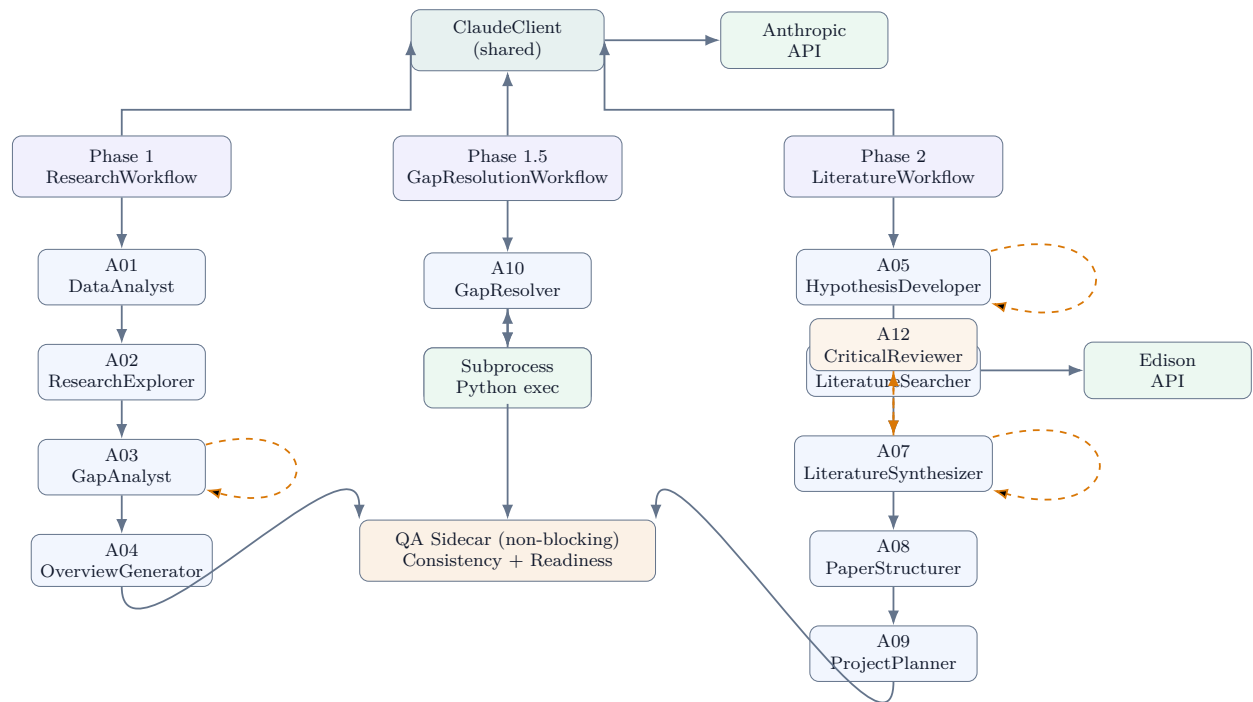 ClaudeClient
(shared)
Anthropic
API
Phase 1
ResearchWorkflow
Phase 1.5
GapResolutionWorkflow
Phase 2
LiteratureWorkflow
A01
DataAnalyst
A10
GapResolver
A05
HypothesisDeveloper
A02
ResearchExplorer
Subprocess
Python exec
A12
CriticalReviewer
LiteratureSearcher
Edison
API
A03
GapAnalyst
A07
LiteratureSynthesizer
A04
OverviewGenerator
QA Sidecar (non-blocking)
Consistency + Readiness
A08
PaperStructurer
A09
ProjectPlanner